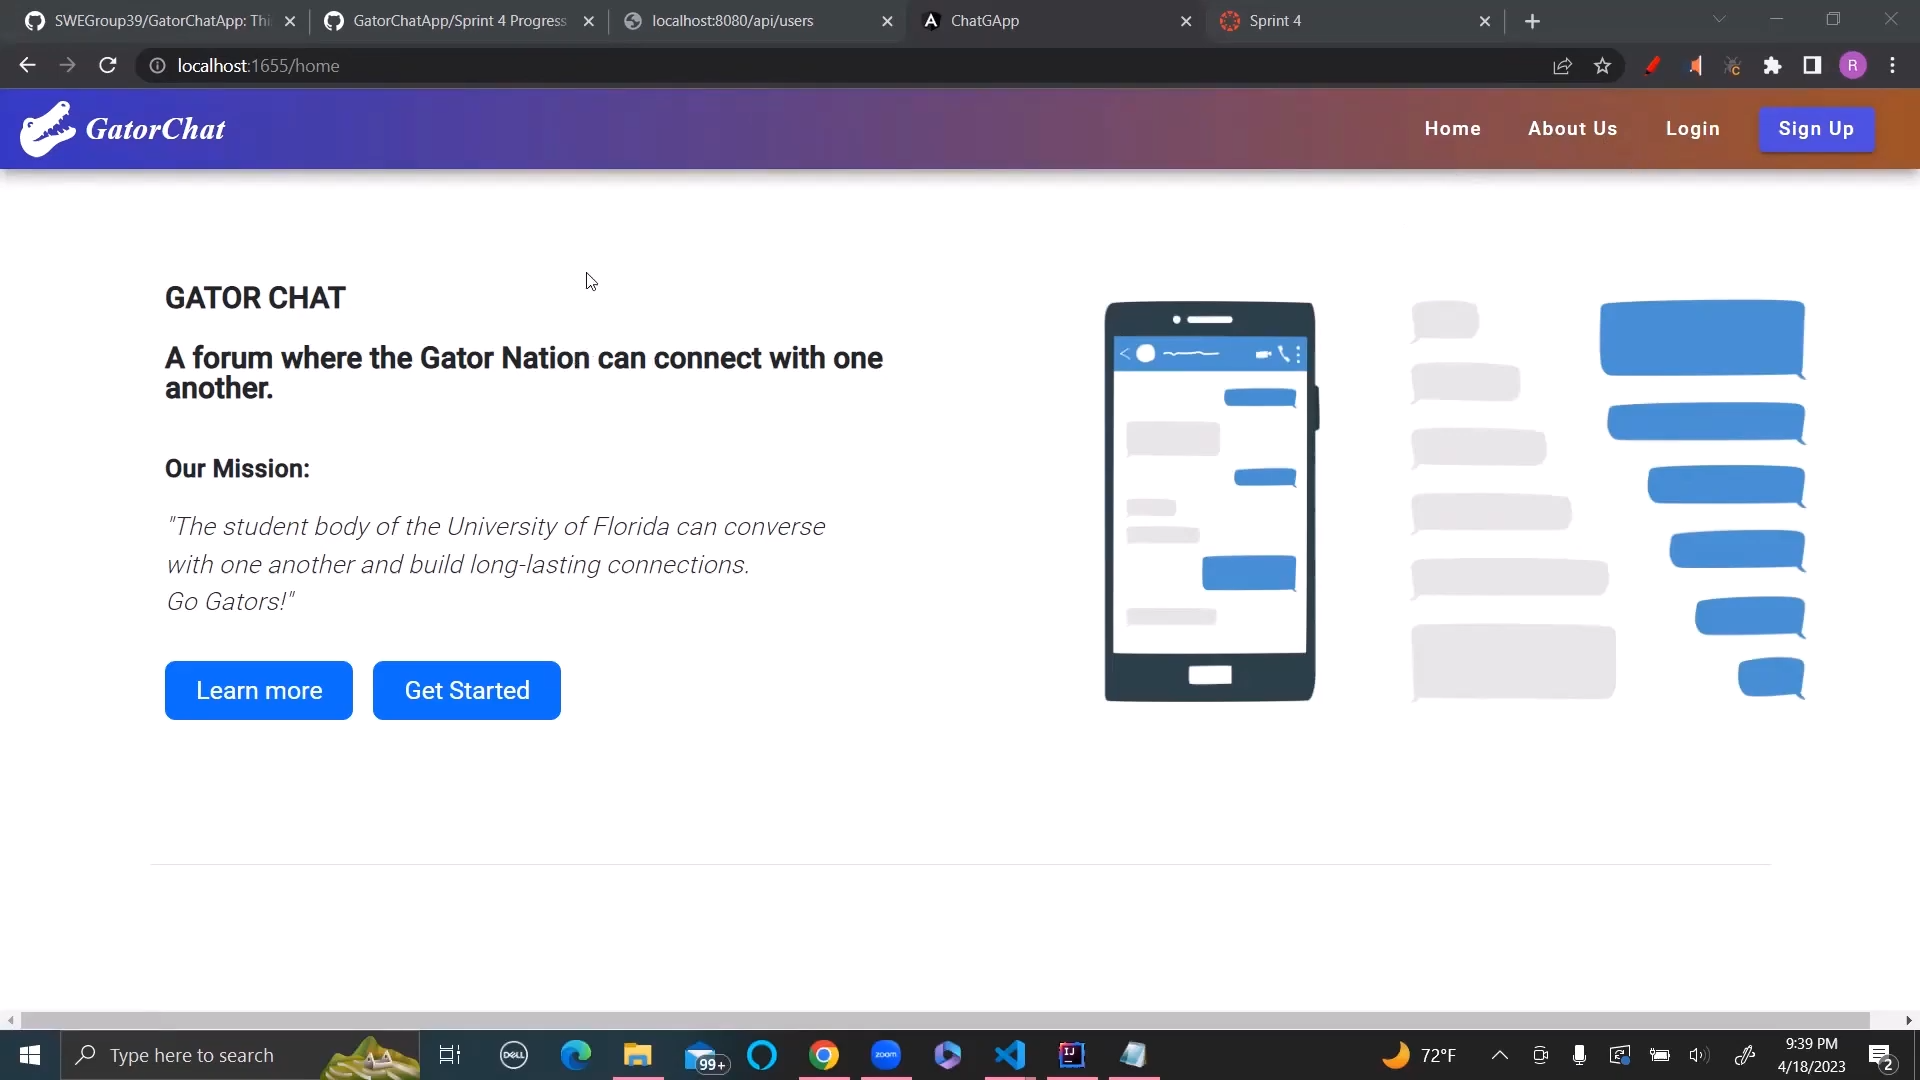 SWEGroup39/GatorChatApp: Thi
GatorChatApp/Sprint 4 Progress
localhost:8080/api/users
ChatGApp
Sprint 4
localhost:1655/home
R
GatorChat
Home
About Us
Login
Sign Up
GATOR CHAT
A forum where the Gator Nation can connect with one
another.
Our Mission:
"The student body of the University of Florida can converse
with one another and build long-lasting connections.
Go Gators!"
Learn more
Get Started
Type here to search
DELL
99+
zoom
IJ
72°F
9:39 PM
4/18/2023
2